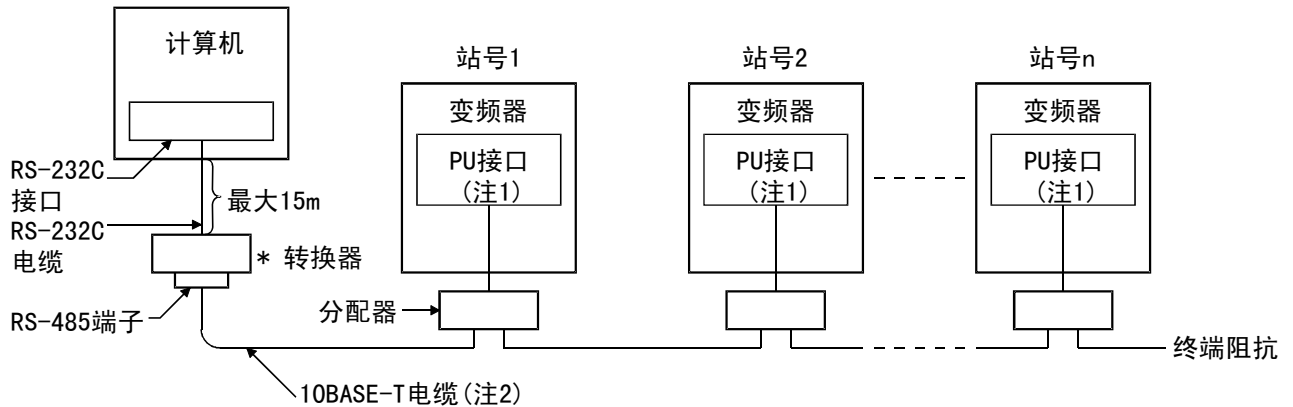 计算机
站号1
站号2
站号n
变频器
变频器
变频器
PU接口
(注1)
PU接口
(注1)
PU接口
(注1)
RS-232C
接口
最大15m
RS-232C
电缆
* 转换器
RS-485端子
分配器
终端阻抗
10BASE-T电缆(注2)